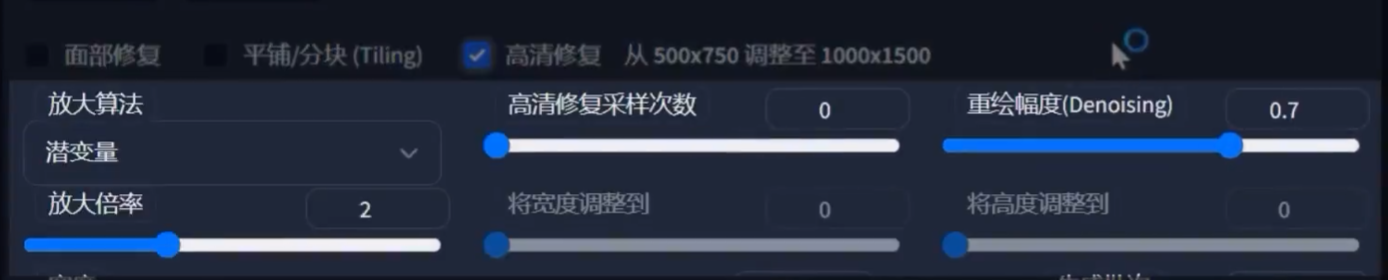 面部修复 平铺/分块 (Tiling) 高清修复 从 500x750 调整至 1000x1500
放大算法 高清修复采样次数 0 重绘幅度(Denoising) 0.7
潜变量
放大倍率 2 将宽度调整到 0 将高度调整到 0